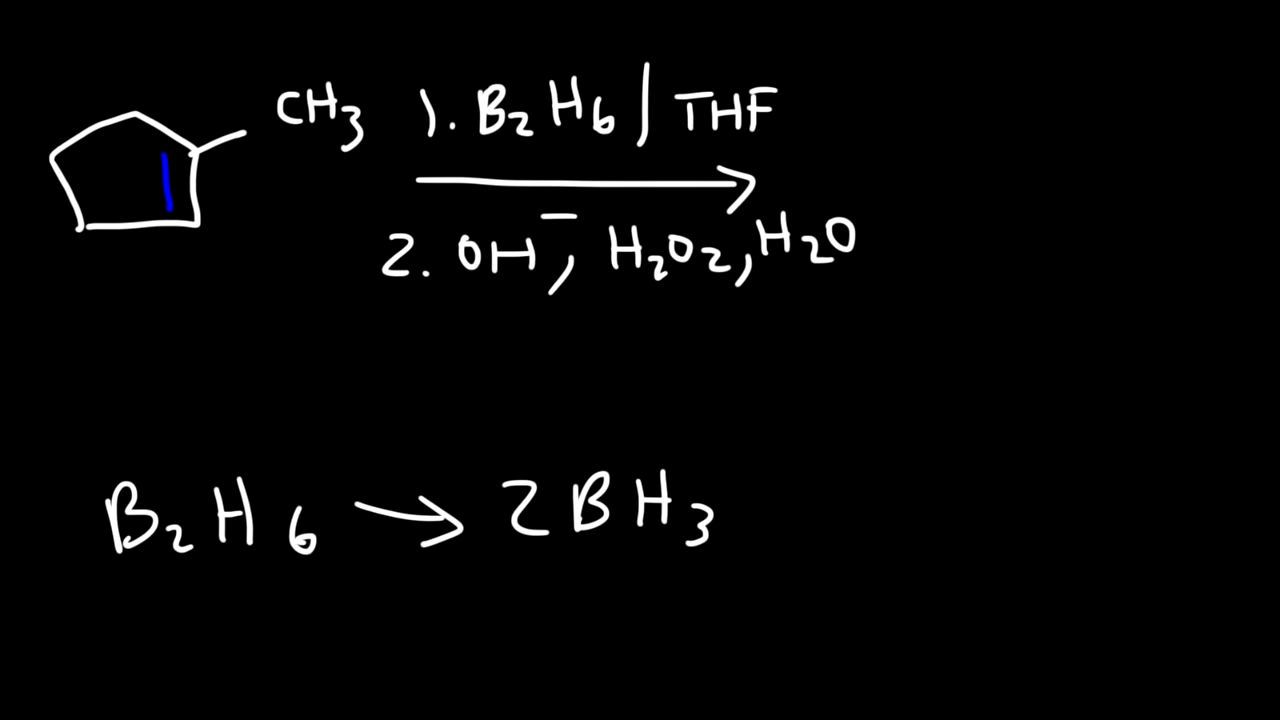 CH₃ 1. B₂H₆ / THF
2. OH⁻, H₂O₂, H₂O
B₂H₆ → 2BH₃